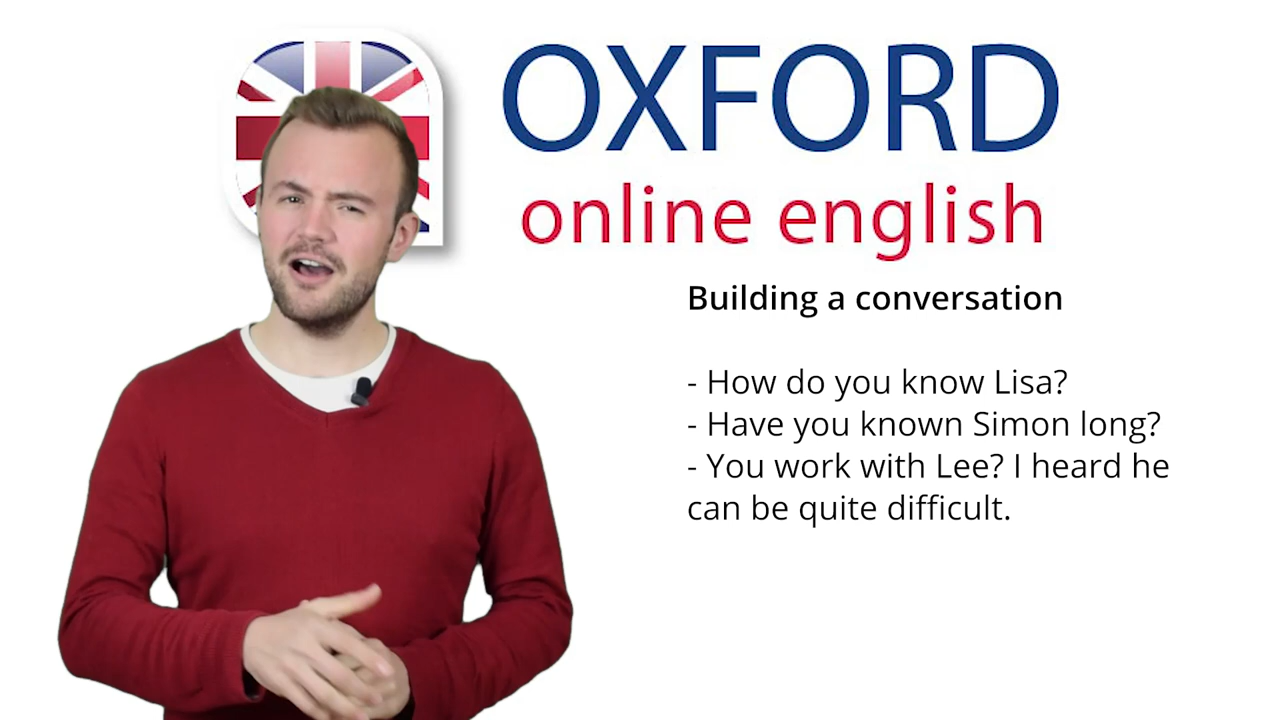 OXFORD
online english
Building a conversation
- How do you know Lisa?
- Have you known Simon long?
- You work with Lee? I heard he
can be quite difficult.